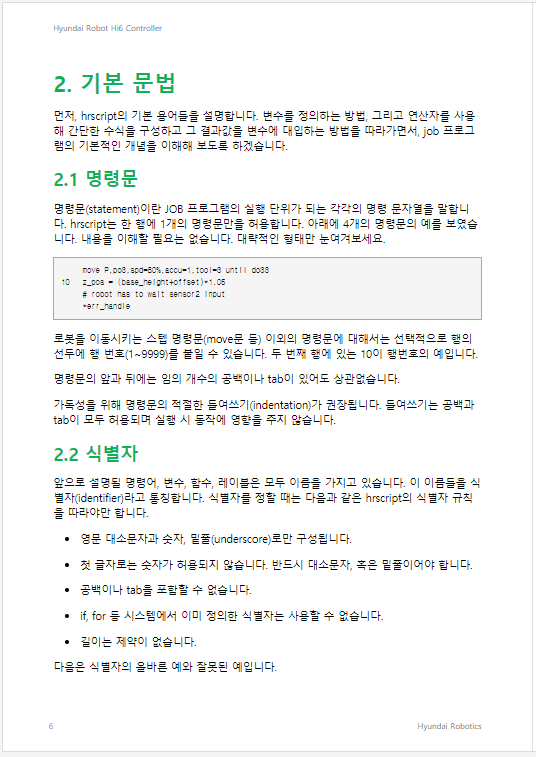 Hyundai Robot Hi6 Controller
2. 기본 문법
먼저, hrscript의 기본 용어들을 설명합니다. 변수를 정의하는 방법, 그리고 연산자를 사용
해 간단한 수식을 구성하고 그 결과값을 변수에 대입하는 방법을 따라가면서, job 프로그
램의 기본적인 개념을 이해해 보도록 하겠습니다.
2.1 명령문
명령문(statement)이란 JOB 프로그램의 실행 단위가 되는 각각의 명령 문자열을 말합니
다. hrscript는 한 행에 1개의 명령문만을 허용합니다. 아래에 4개의 명령문의 예를 보였습
니다. 내용을 이해할 필요는 없습니다. 대략적인 형태만 눈여겨보세요.
move P,po3,spd=60%,accu=1,tool=3 until do33
10 z_pos = (base_height+offset)*1.05
# robot has to wait sensor2 input
*err_handle
로봇을 이동시키는 스텝 명령문(move문 등) 이외의 명령문에 대해서는 선택적으로 행의
선두에 행 번호(1~9999)를 붙일 수 있습니다. 두 번째 행에 있는 10이 행번호의 예입니다.
명령문의 앞과 뒤에는 임의 개수의 공백이나 tab이 있어도 상관없습니다.
가독성을 위해 명령문의 적절한 들여쓰기(indentation)가 권장됩니다. 들여쓰기는 공백과
tab이 모두 허용되며 실행 시 동작에 영향을 주지 않습니다.
2.2 식별자
앞으로 설명될 명령어, 변수, 함수, 레이블은 모두 이름을 가지고 있습니다. 이 이름들을 식
별자(identifier)라고 통칭합니다. 식별자를 정할 때는 다음과 같은 hrscript의 식별자 규칙
을 따라야만 합니다.
• 영문 대소문자과 숫자, 밑줄(underscore)로만 구성됩니다.
• 첫 글자로는 숫자가 허용되지 않습니다. 반드시 대소문자, 혹은 밑줄이어야 합니다.
• 공백이나 tab을 포함할 수 없습니다.
• if, for 등 시스템에서 이미 정의한 식별자는 사용할 수 없습니다.
• 길이는 제약이 없습니다.
다음은 식별자의 올바른 예와 잘못된 예입니다.
6
Hyundai Robotics